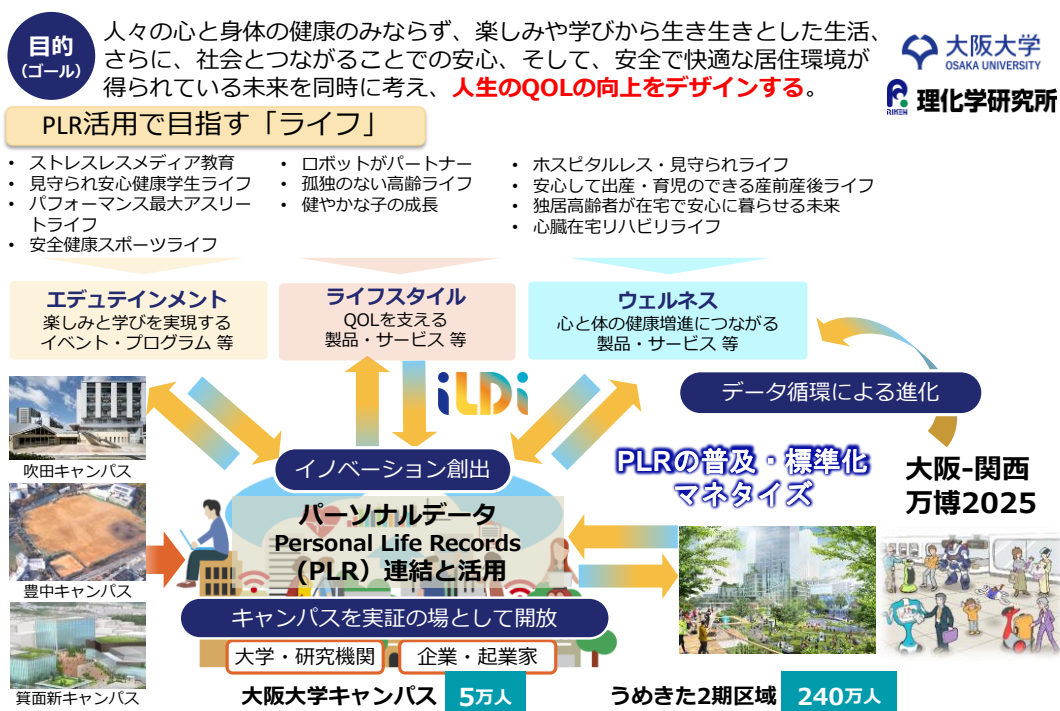 目的
(ゴール)
人々の心と身体の健康のみならず、楽しみや学びから生き生きとした生活、
さらに、社会とつながることでの安心、そして、安全で快適な居住環境が
得られている未来を同時に考え、人生のQOLの向上をデザインする。
大阪大学
OSAKA UNIVERSITY
RIKEN 理化学研究所
PLR活用で目指す「ライフ」
• ストレスレスメディア教育
• 見守られ安心健康学生ライフ
• パフォーマンス最大アスリー
トライフ
• 安全健康スポーツライフ
• ロボットがパートナー
• 孤独のない高齢ライフ
• 健やかな子の成長
• ホスピタルレス・見守られライフ
• 安心して出産・育児のできる産前産後ライフ
• 独居高齢者が在宅で安心に暮らせる未来
• 心臓在宅リハビリライフ
エデュテインメント
楽しみと学びを実現する
イベント・プログラム 等
ライフスタイル
QOLを支える
製品・サービス 等
ウェルネス
心と体の健康増進につながる
製品・サービス 等
iLDi
データ循環による進化
吹田キャンパス
イノベーション創出
PLRの普及・標準化
マネタイズ
大阪-関西
万博2025
パーソナルデータ
Personal Life Records
(PLR）連結と活用
豊中キャンパス
キャンパスを実証の場として開放
大学・研究機関
企業・起業家
箕面新キャンパス
大阪大学キャンパス 5万人
うめきた2期区域 240万人